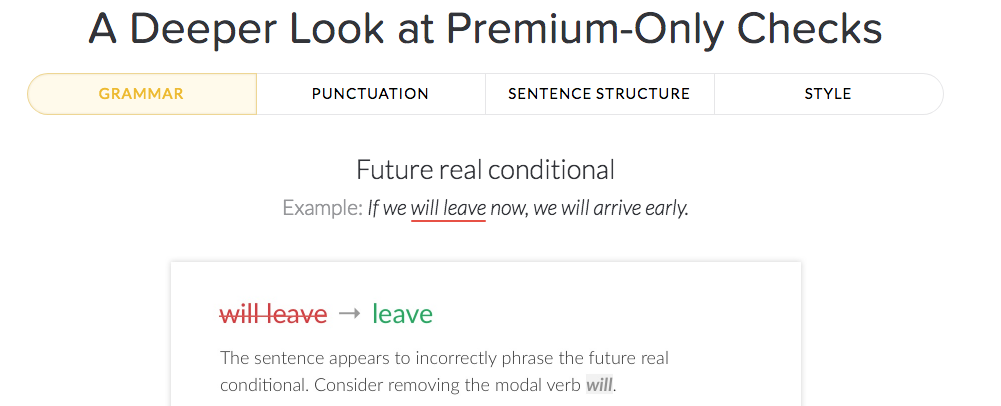 A Deeper Look at Premium-Only Checks
GRAMMAR PUNCTUATION SENTENCE STRUCTURE STYLE
Future real conditional
Example: If we will leave now, we will arrive early.
will leave → leave
The sentence appears to incorrectly phrase the future real
conditional. Consider removing the modal verb will.